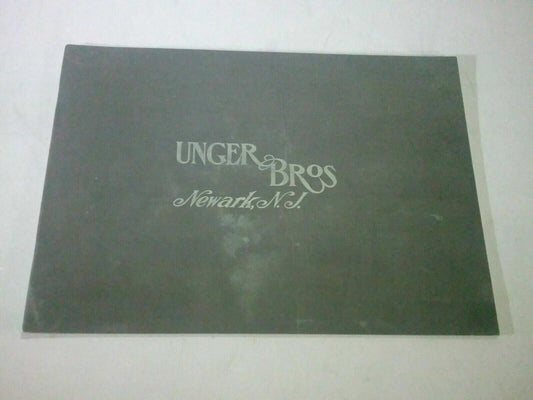 UNGER
BROS
Newark, N.J.